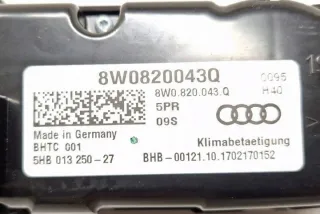 8W0820043Q
0095
8W0.820.043.Q
H40
5PR
09S
Made in Germany
BHTC 001
Klimabetaetigung
5HB 013 250-27
BHB-00121.10.1702170152